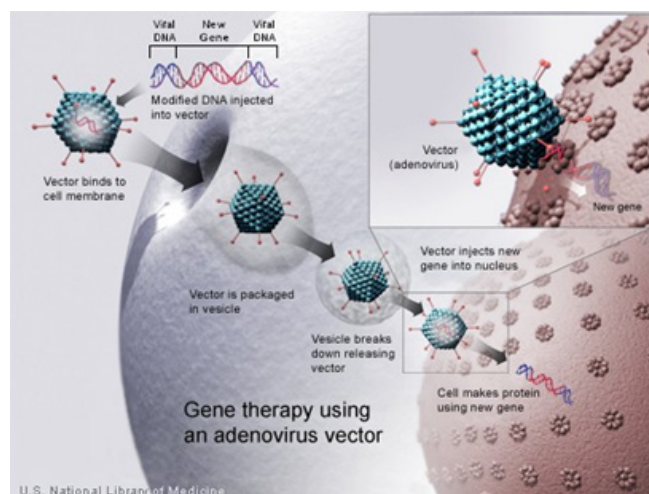 Viral
DNA
New
Gene
Viral
DNA
Modified DNA injected
into vector
Vector binds to
cell membrane
Vector is packaged
in vesicle
Vesicle breaks
down releasing
vector
Vector injects new
gene into nucleus
Cell makes protein
using new gene
Vector
(adenovirus)
New gene
Gene therapy using
an adenovirus vector
U.S. National Library of Medicine